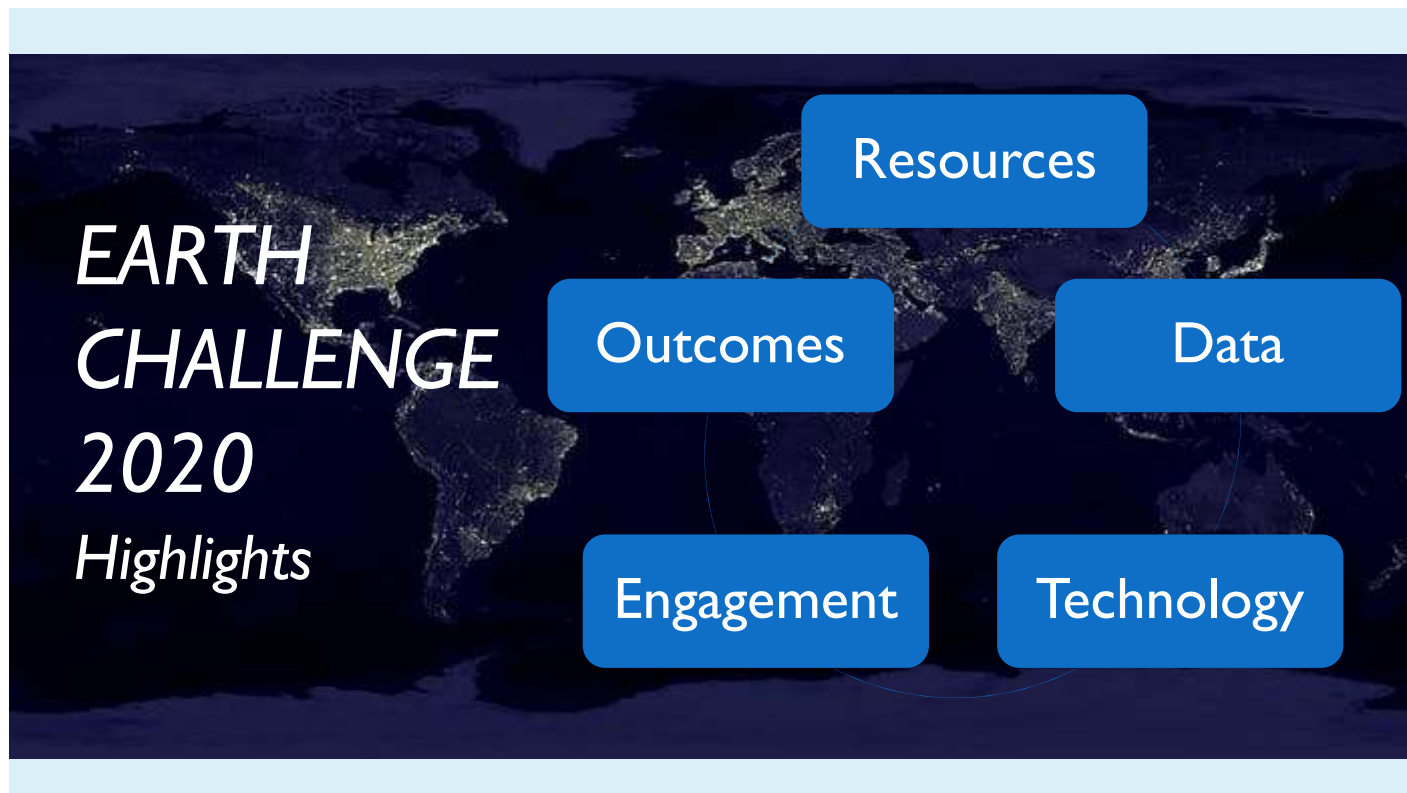 EARTH
CHALLENGE
2020
Highlights
Resources
Data
Technology
Engagement
Outcomes